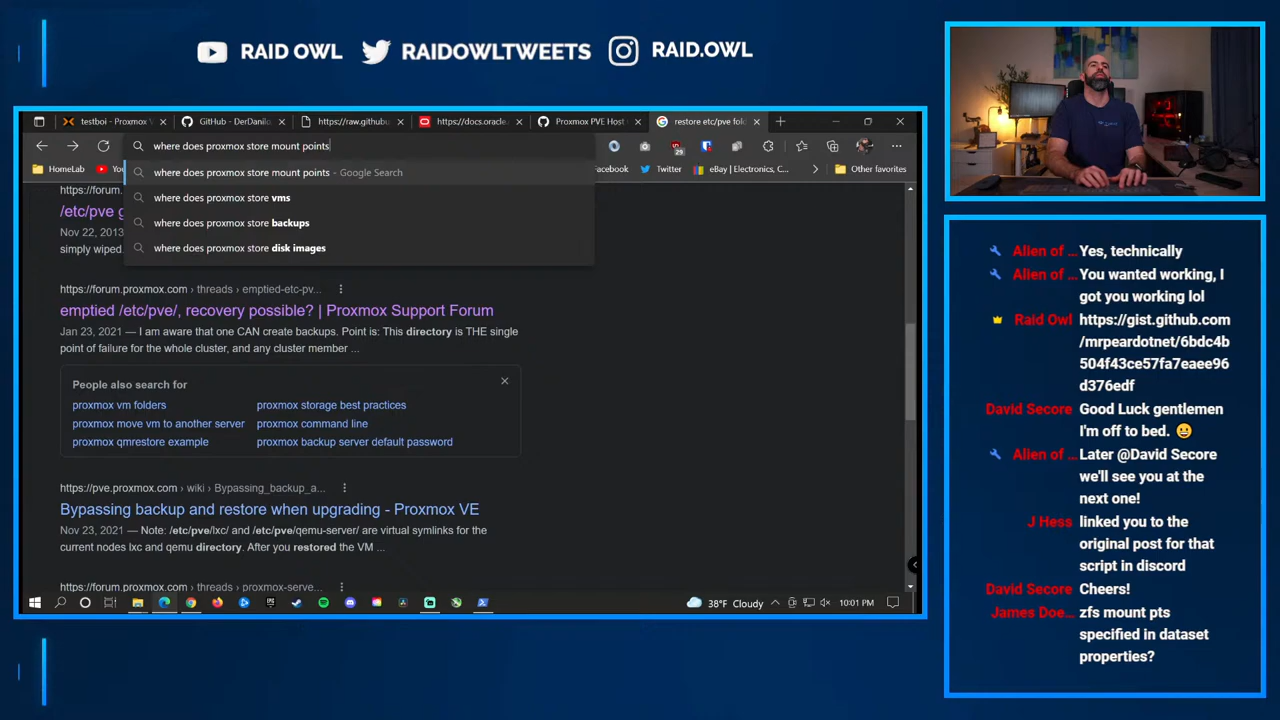 RAID OWL
RAIDOWLTWEETS
RAID.OWL
testboi - Proxmox V
GitHub - DerDanilo
https://raw.githubu
https://docs.oracle
Proxmox PVE Host
restore etc/pve fol
where does proxmox store mount points
HomeLab
acebook
Twitter
eBay | Electronics, C
Other favorites
29
where does proxmox store mount points - Google Search
where does proxmox store vms
where does proxmox store backups
where does proxmox store disk images
https://forum.
/etc/pve g
Nov 22, 2013
simply wiped
https://forum.proxmox.com › threads › emptied-etc-pv...
emptied /etc/pve/, recovery possible? | Proxmox Support Forum
Jan 23, 2021 — I am aware that one CAN create backups. Point is: This directory is THE single
point of failure for the whole cluster, and any cluster member ...
People also search for
proxmox vm folders
proxmox storage best practices
proxmox move vm to another server
proxmox command line
proxmox qmrestore example
proxmox backup server default password
https://pve.proxmox.com › wiki › Bypassing_backup_a...
Bypassing backup and restore when upgrading - Proxmox VE
Nov 23, 2021 — Note: /etc/pve/lxc/ and /etc/pve/qemu-server/ are virtual symlinks for the
current nodes lxc and qemu directory. After you restored the VM ...
https://forum.proxmox.com › threads › proxmox-serve...
38°F Cloudy
10:01 PM
Alien of ... Yes, technically
Alien of ... You wanted working, I
got you working lol
Raid Owl https://gist.github.com
/mrpeardotnet/6bdc4b
504f43ce57fa7eaee96
d376edf
David Secore Good Luck gentlemen
I'm off to bed. 😀
Alien of ... Later @David Secore
we'll see you at the
next one!
J Hess linked you to the
original post for that
script in discord
David Secore Cheers!
James Doe... zfs mount pts
specified in dataset
properties?